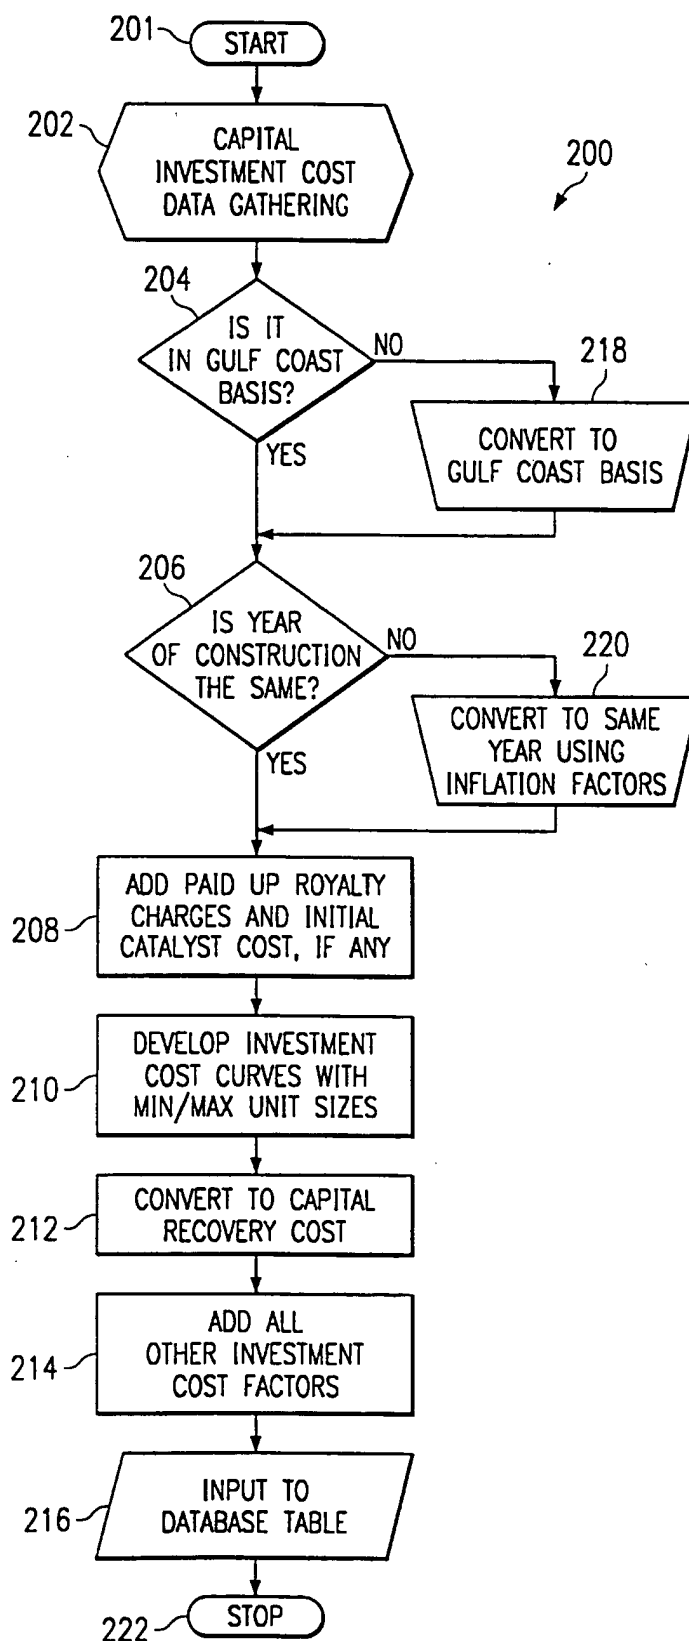 201
START
202
CAPITAL
INVESTMENT COST
DATA GATHERING
200
204
IS IT
IN GULF COAST
BASIS?
NO
218
CONVERT TO
GULF COAST BASIS
YES
206
IS YEAR
OF CONSTRUCTION
THE SAME?
NO
220
CONVERT TO SAME
YEAR USING
INFLATION FACTORS
YES
208
ADD PAID UP ROYALTY
CHARGES AND INITIAL
CATALYST COST, IF ANY
210
DEVELOP INVESTMENT
COST CURVES WITH
MIN/MAX UNIT SIZES
212
CONVERT TO CAPITAL
RECOVERY COST
214
ADD ALL
OTHER INVESTMENT
COST FACTORS
216
INPUT TO
DATABASE TABLE
222
STOP